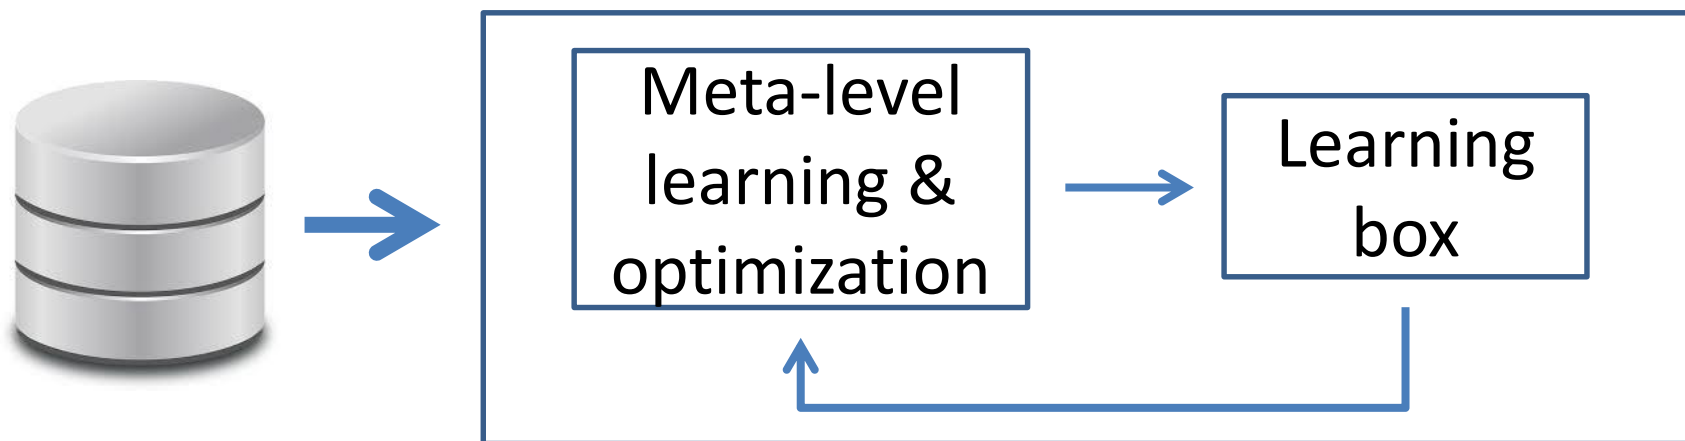 Meta-level
learning &
optimization
Learning
box